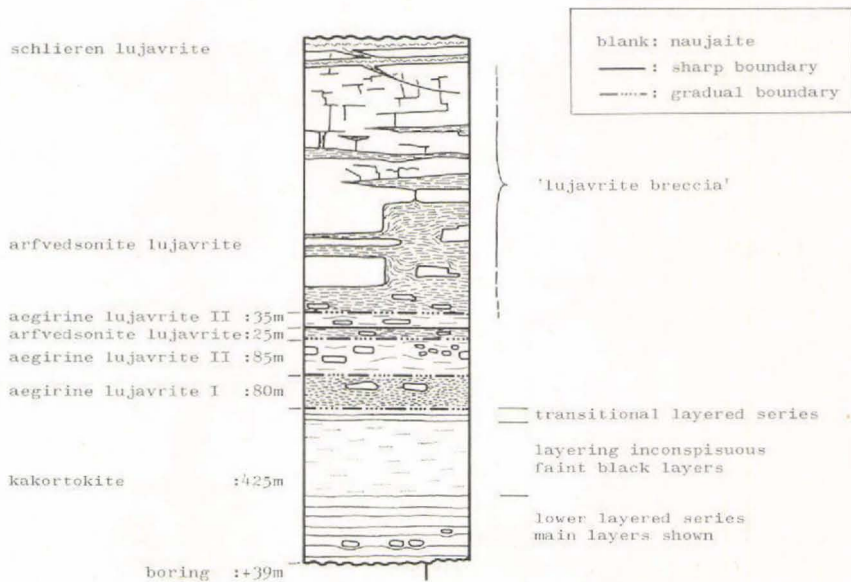 schlieren lujavrite
arfvedsonite lujavrite
aegirine lujavrite II :35m
arfvedsonite lujavrite:25m
aegirine lujavrite II :85m
aegirine lujavrite I :80m
kakortokite :425m
boring :+39m
blank: naujaite
: sharp boundary
: gradual boundary
'lujavrite breccia'
transitional layered series
layering inconspisuous
faint black layers
lower layered series
main layers shown